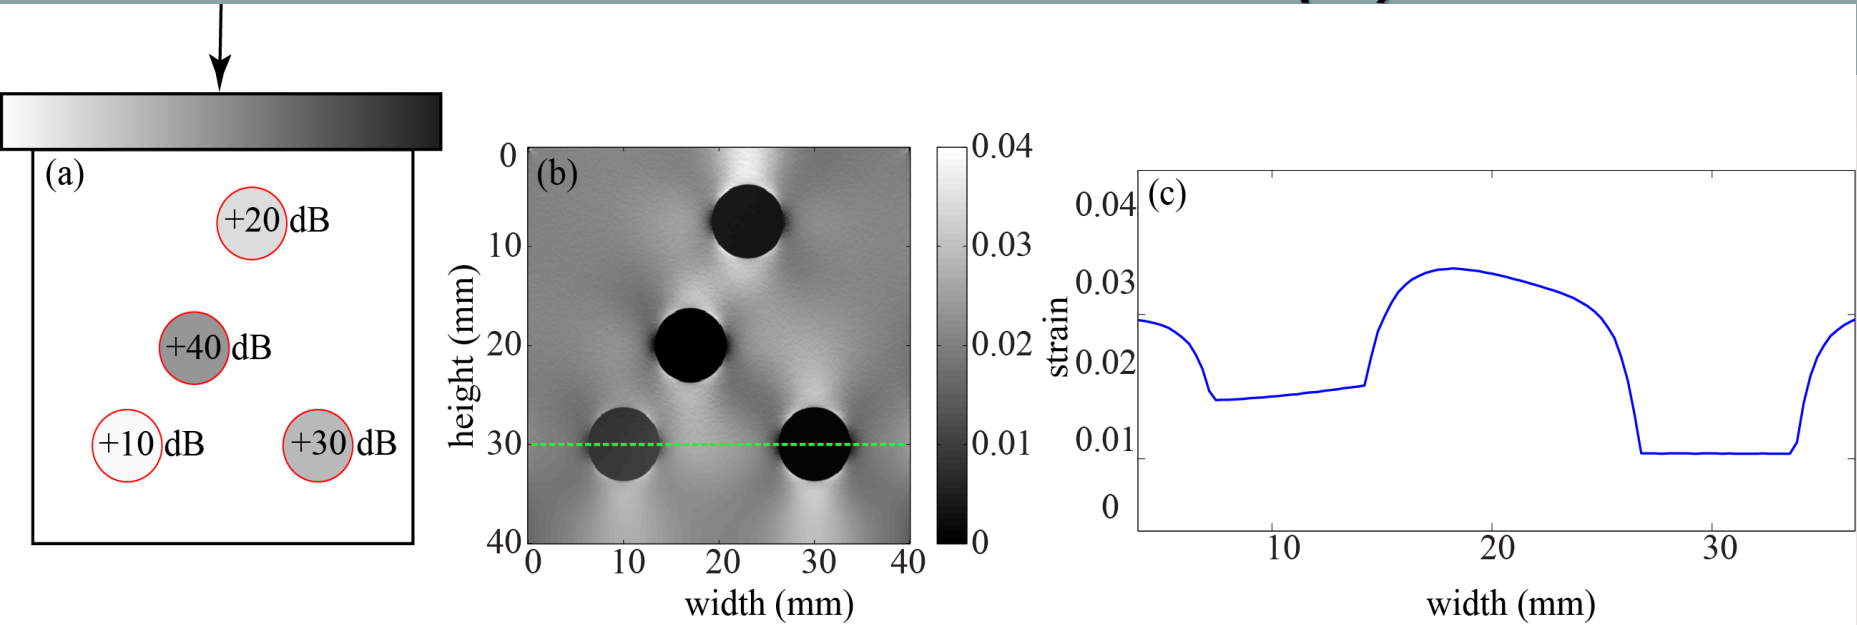 (a)
+20 dB
+40 dB
+10 dB
+30 dB
(b)
0
10
20
30
40
height (mm)
0 10 20 30 40
width (mm)
0.04
0.03
0.02
0.01
0
(c)
0.04
0.03
0.02
0.01
0
strain
10 20 30
width (mm)